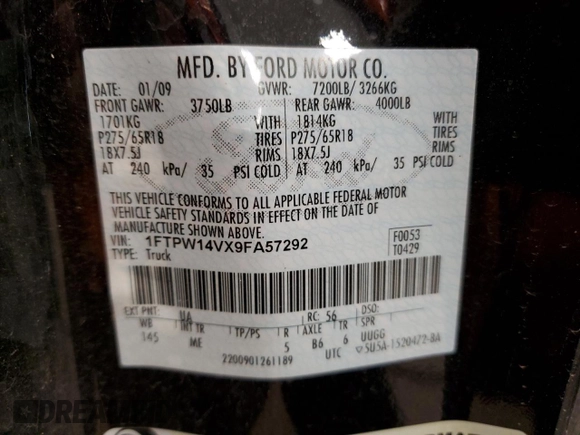 MFD. BY FORD MOTOR CO.
DATE: 01/09 GVWR: 7200LB/ 3266KG
FRONT GAWR: 3750LB REAR GAWR: 4000LB
1701KG WITH 1814KG WITH
P275/65R18 TIRES P275/65R18 TIRES
18X7.5J RIMS 18X7.5J RIMS
AT 240 kPa/ 35 PSI COLD AT 240 kPa/ 35 PSI COLD
THIS VEHICLE CONFORMS TO ALL APPLICABLE FEDERAL MOTOR
VEHICLE SAFETY STANDARDS IN EFFECT ON THE DATE OF
MANUFACTURE SHOWN ABOVE.
VIN: 1FTPW14VX9FA57292 F0053
TYPE: Truck T0429
EXT PNT: UA RC: 56 DSO:
WB INT TR TP/PS R AXLE TR SPR
145 ME 5 B6 6 UUGG
2200901261189 UTC 5U5A-1520472-BA